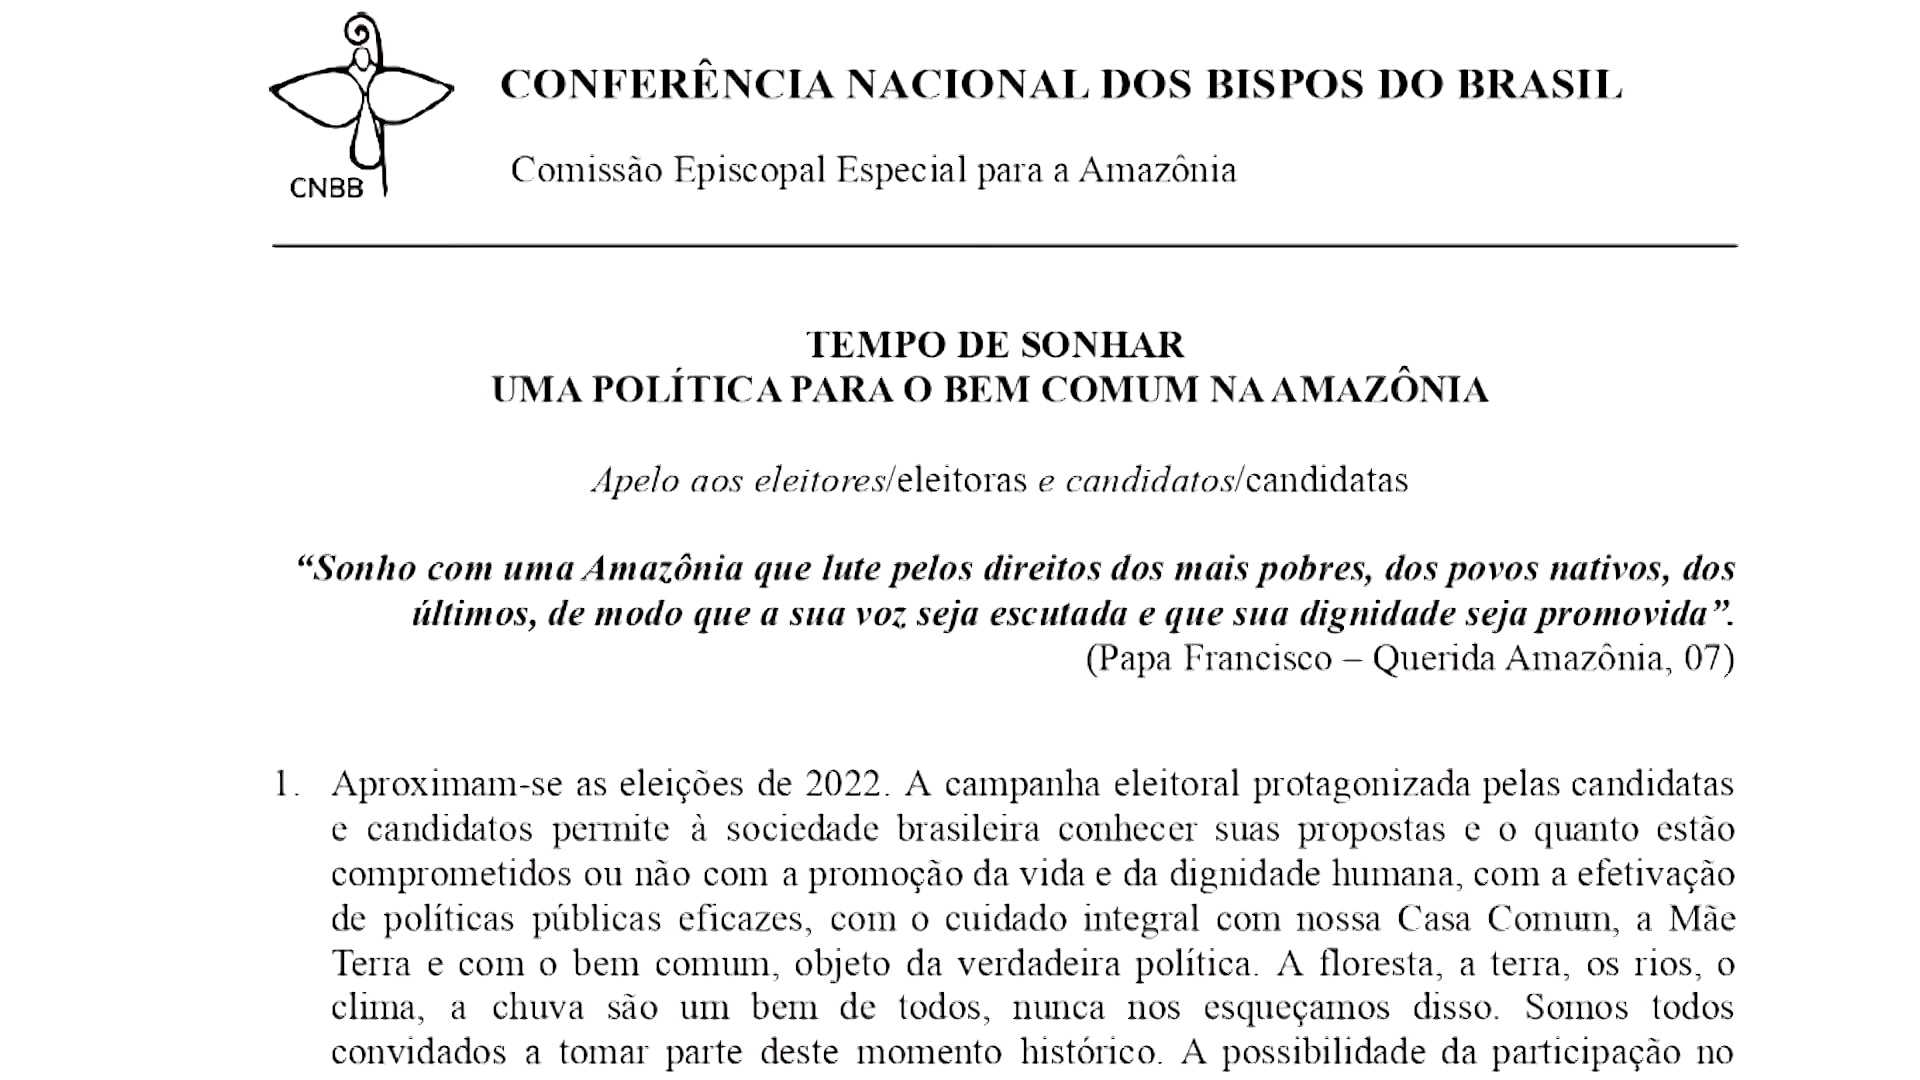 CONFERÊNCIA NACIONAL DOS BISPOS DO BRASIL
Comissão Episcopal Especial para a Amazônia
CNBB
TEMPO DE SONHAR
UMA POLÍTICA PARA O BEM COMUM NA AMAZÔNIA
Apelo aos eleitores/eleitoras e candidatos/candidatas
“Sonho com uma Amazônia que lute pelos direitos dos mais pobres, dos povos nativos, dos
últimos, de modo que a sua voz seja escutada e que sua dignidade seja promovida”.
(Papa Francisco – Querida Amazônia, 07)
1. Aproximam-se as eleições de 2022. A campanha eleitoral protagonizada pelas candidatas
e candidatos permite à sociedade brasileira conhecer suas propostas e o quanto estão
comprometidos ou não com a promoção da vida e da dignidade humana, com a efetivação
de políticas públicas eficazes, com o cuidado integral com nossa Casa Comum, a Mãe
Terra e com o bem comum, objeto da verdadeira política. A floresta, a terra, os rios, o
clima, a chuva são um bem de todos, nunca nos esqueçamos disso. Somos todos
convidados a tomar parte deste momento histórico. A possibilidade da participação no